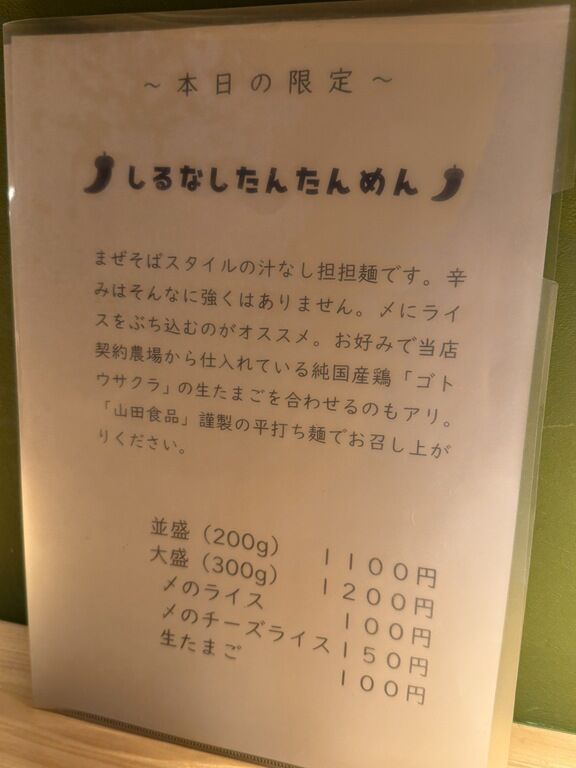 ～本日の限定～
しるなしたんたんめん
まぜそばスタイルの汁なし担担麺です。辛
みはそんなに強くはありません。〆にライ
スをぶち込むのがオススメ。お好みで当店
契約農場から仕入れている純国産鶏「ゴト
ウサクラ」の生たまごを合わせるのもアリ。
「山田食品」謹製の平打ち麺でお召し上が
りください。
並盛（200g） 1100円
大盛（300g） 1200円
〆のライス 100円
〆のチーズライス 150円
生たまご 100円